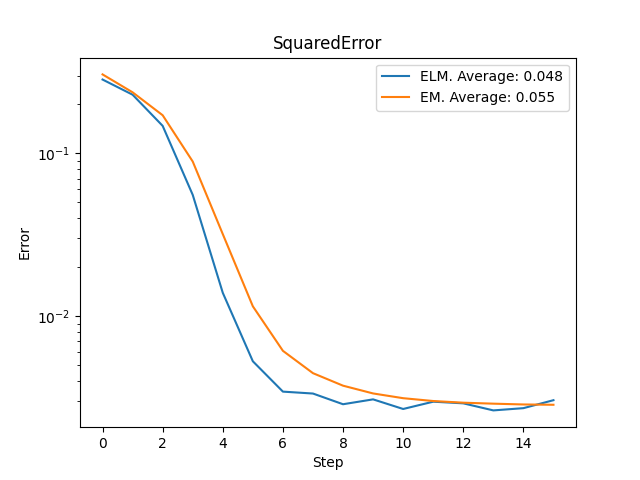 SquaredError
ELM. Average: 0.048
EM. Average: 0.055
10⁻¹
10⁻²
Error
0 2 4 6 8 10 12 14
Step